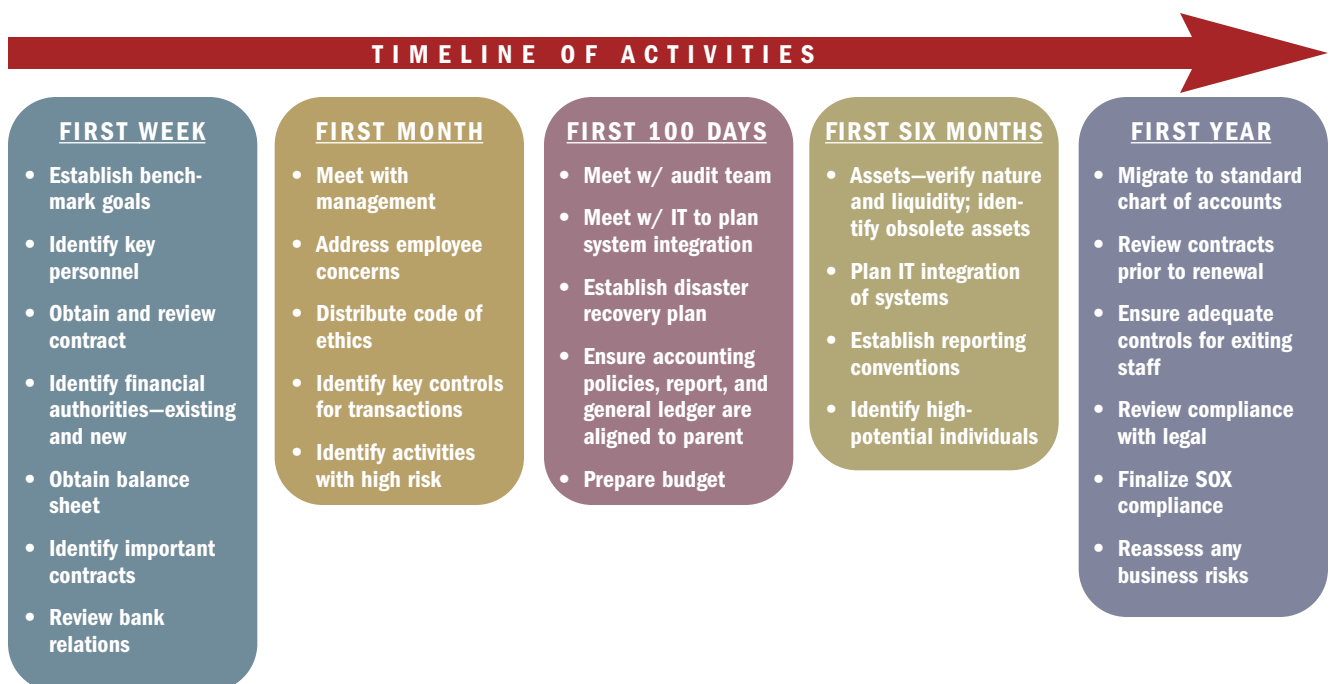 TIMELINE OF ACTIVITIES
FIRST WEEK
• Establish bench-
mark goals
• Identify key
personnel
• Obtain and review
contract
• Identify financial
authorities—existing
and new
• Obtain balance
sheet
• Identify important
contracts
• Review bank
relations
FIRST MONTH
• Meet with
management
• Address employee
concerns
• Distribute code of
ethics
• Identify key controls
for transactions
• Identify activities
with high risk
FIRST 100 DAYS
• Meet w/ audit team
• Meet w/ IT to plan
system integration
• Establish disaster
recovery plan
• Ensure accounting
policies, report, and
general ledger are
aligned to parent
• Prepare budget
FIRST SIX MONTHS
• Assets—verify nature
and liquidity; iden-
tify obsolete assets
• Plan IT integration
of systems
• Establish reporting
conventions
• Identify high-
potential individuals
FIRST YEAR
• Migrate to standard
chart of accounts
• Review contracts
prior to renewal
• Ensure adequate
controls for exiting
staff
• Review compliance
with legal
• Finalize SOX
compliance
• Reassess any
business risks